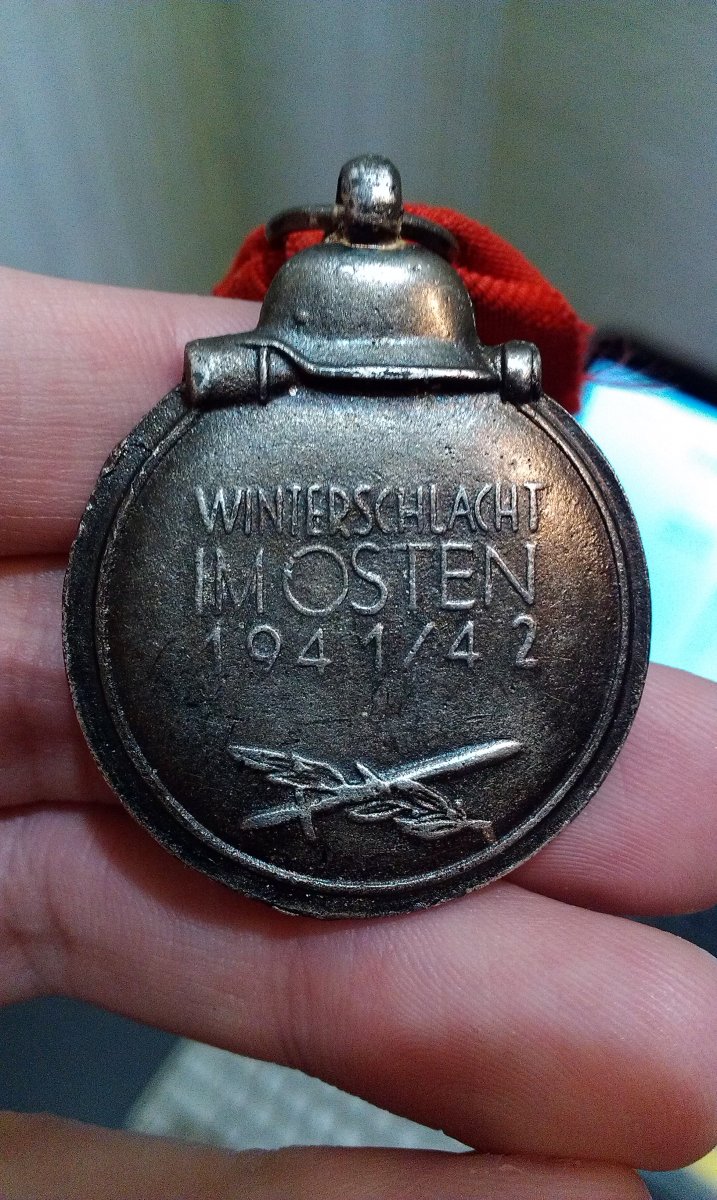 WINTERSCHLACHT
IM OSTEN
1941/42